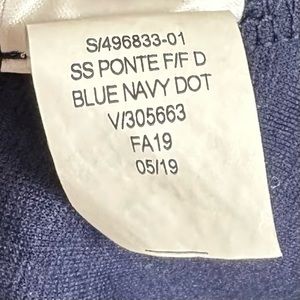 S/496833-01
SS PONTE F/F D
BLUE NAVY DOT
V/305663
FA19
05/19